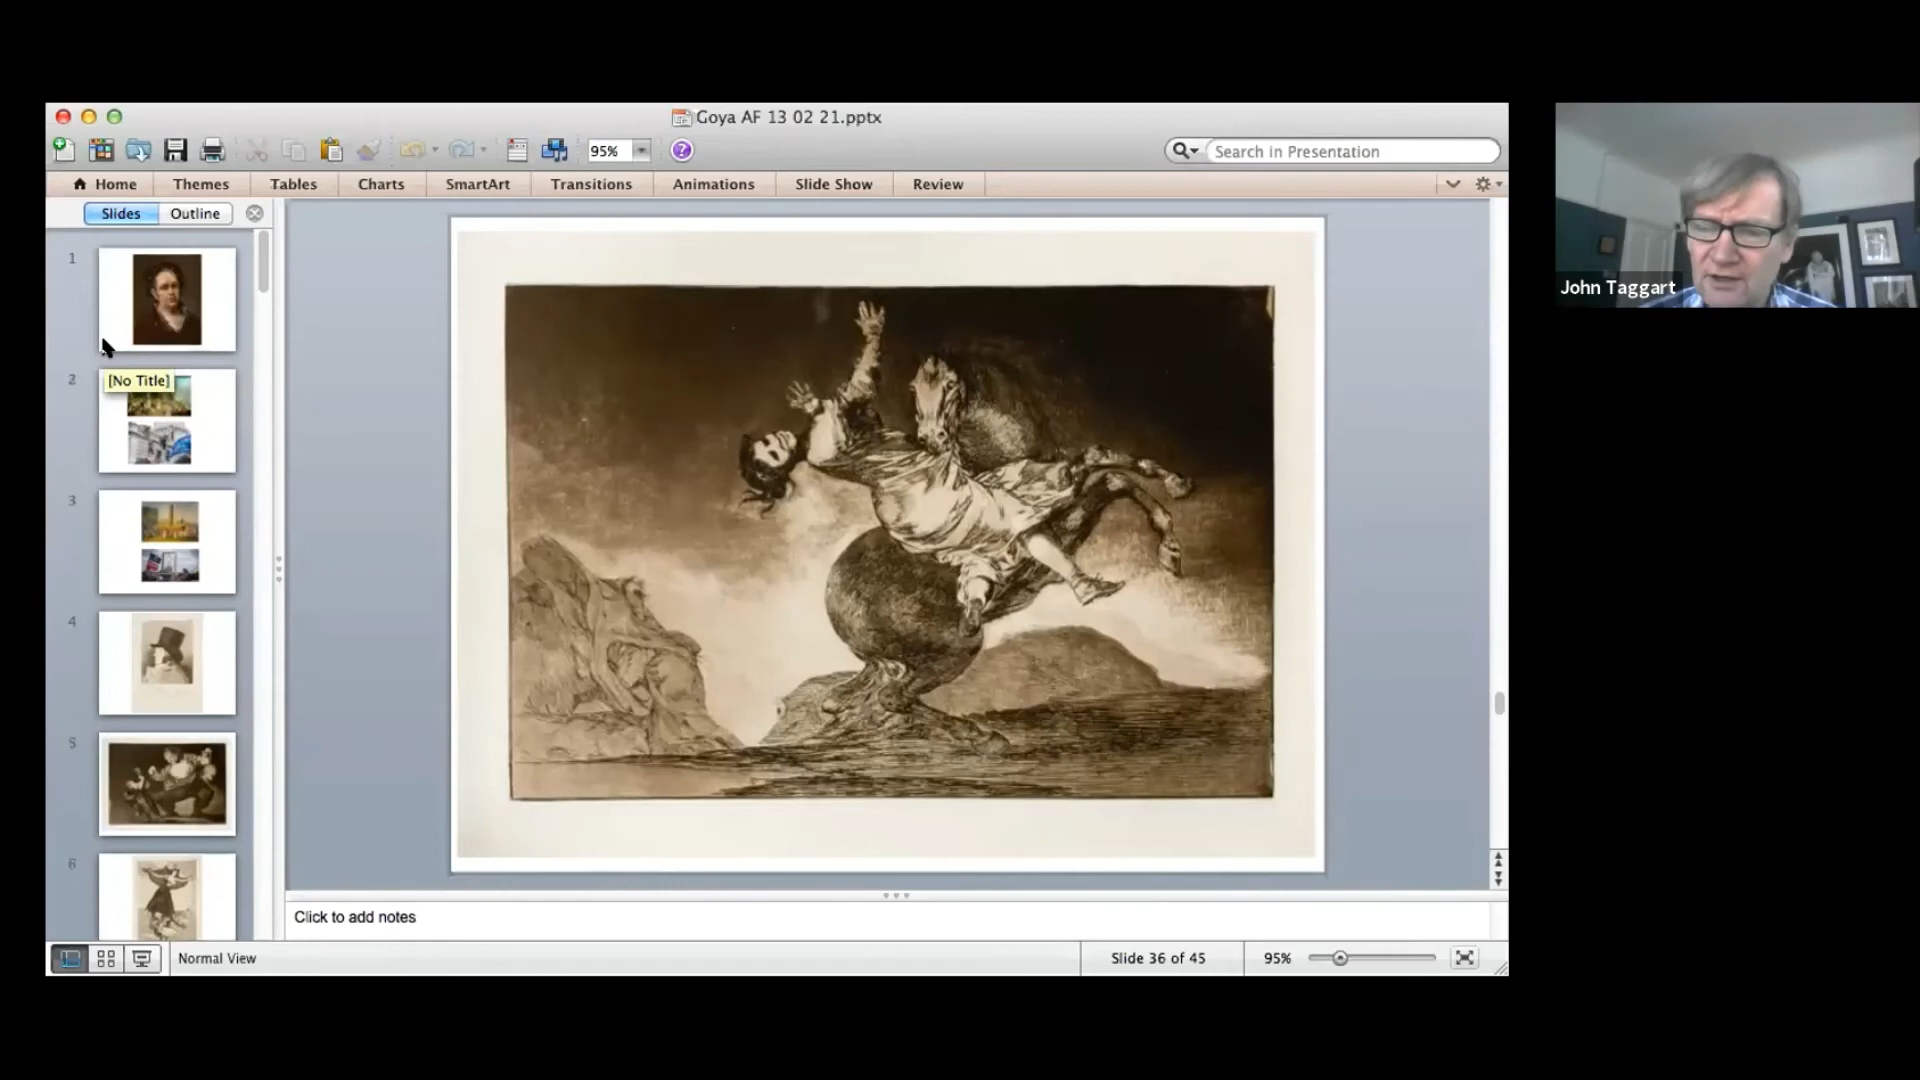 Goya AF 13 02 21.pptx
95%
Search in Presentation
Home Themes Tables Charts SmartArt Transitions Animations Slide Show Review
Slides Outline
1
2
[No Title]
3
4
5
6
Click to add notes
Normal View
Slide 36 of 45
95%
John Taggart